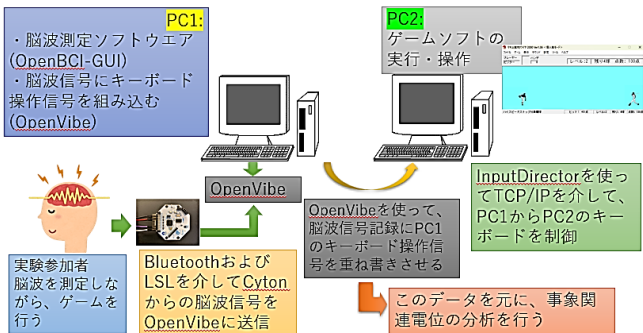 PC1:
・脳波測定ソフトウエア
(OpenBCI-GUI)
・脳波信号にキーボード
操作信号を組み込む
(OpenVibe)
PC2:
ゲームソフトの
実行・操作
OpenVibe
InputDirectorを使っ
てTCP/IPを介して、
PC1からPC2のキー
ボードを制御
OpenVibeを使って、
脳波信号記録にPC1
のキーボード操作信
号を重ね書きさせる
実験参加者
脳波を測定しな
がら、ゲームを
行う
Bluetoothおよび
LSLを介してCyton
からの脳波信号を
OpenVibeに送信
このデータを元に、事象関
連電位の分析を行う